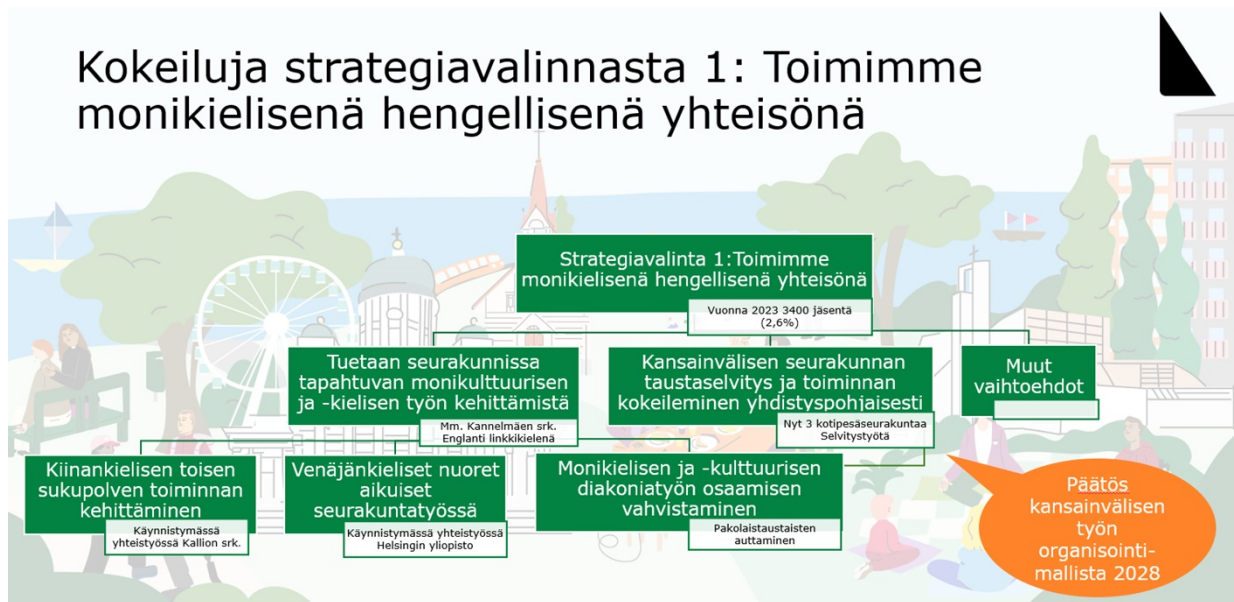 Kokeiluja strategiavalinnasta 1: Toimimme
monikielisenä hengellisenä yhteisönä
Strategiavalinta 1:Toimimme
monikielisenä hengellisenä yhteisönä
Vuonna 2023 3400 jäsentä
(2,6%)
Tuetaan seurakunnissa
tapahtuvan monikulttuurisen
ja -kielisen työn kehittämistä
Mm. Kannelmäen srk.
Englanti linkkikielenä
Kansainvälisen seurakunnan
taustaselvitys ja toiminnan
kokeileminen yhdistyspohjaisesti
Nyt 3 kotipesäseurakuntaa
Selvitystyötä
Muut
vaihtoehdot
Kiinankielisen toisen
sukupolven toiminnan
kehittäminen
Käynnistymässä
yhteistyössä Kallion srk.
Venäjänkieliset nuoret
aikuiset
seurakuntatyössä
Käynnistymässä yhteistyössä
Helsingin yliopisto
Monikielisen ja -kulttuurisen
diakoniatyön osaamisen
vahvistaminen
Pakolaistaustaisten
auttaminen
Päätös
kansainvälisen
työn
organisointi-
mallista 2028